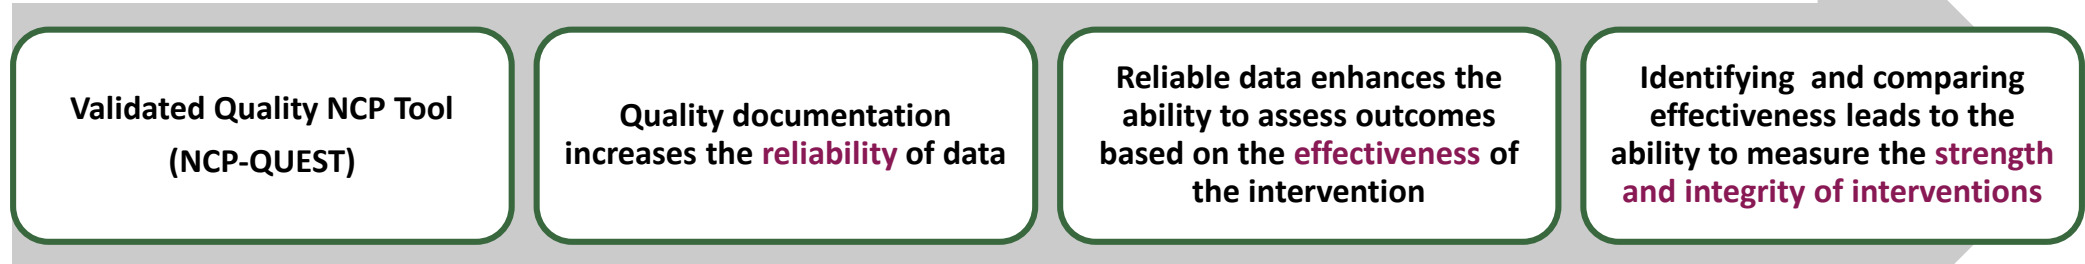 Validated Quality NCP Tool
(NCP-QUEST)
Quality documentation
increases the reliability of data
Reliable data enhances the
ability to assess outcomes
based on the effectiveness of
the intervention
Identifying and comparing
effectiveness leads to the
ability to measure the strength
and integrity of interventions